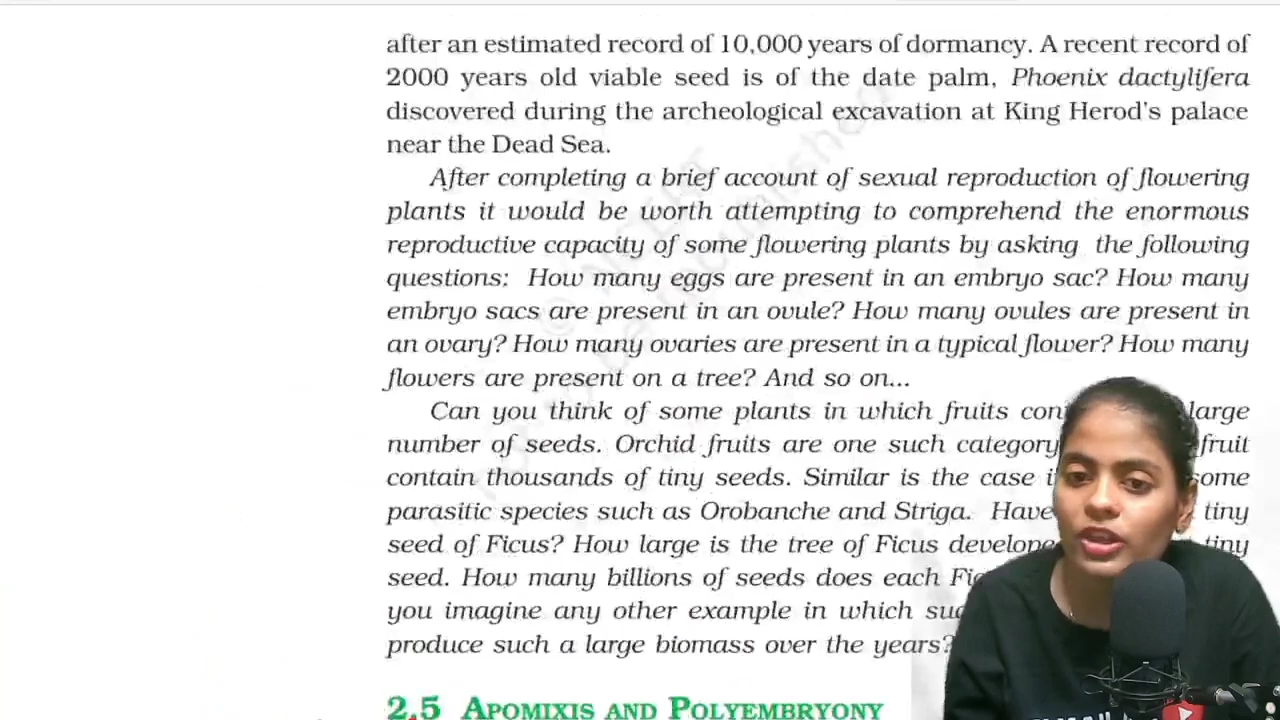 after an estimated record of 10,000 years of dormancy. A recent record of
2000 years old viable seed is of the date palm, Phoenix dactylifera
discovered during the archeological excavation at King Herod's palace
near the Dead Sea.
After completing a brief account of sexual reproduction of flowering
plants it would be worth attempting to comprehend the enormous
reproductive capacity of some flowering plants by asking the following
questions: How many eggs are present in an embryo sac? How many
embryo sacs are present in an ovule? How many ovules are present in
an ovary? How many ovaries are present in a typical flower? How many
flowers are present on a tree? And so on...
Can you think of some plants in which fruits large
number of seeds. Orchid fruits are one such category fruit
contain thousands of tiny seeds. Similar is the case some
parasitic species such as Orobanche and Striga. Have tiny
seed of Ficus? How large is the tree of Ficus tiny
seed. How many billions of seeds does each
you imagine any other example in which
produce such a large biomass over the years?
2.5 APOMIXIS AND POLYEMBRYONY